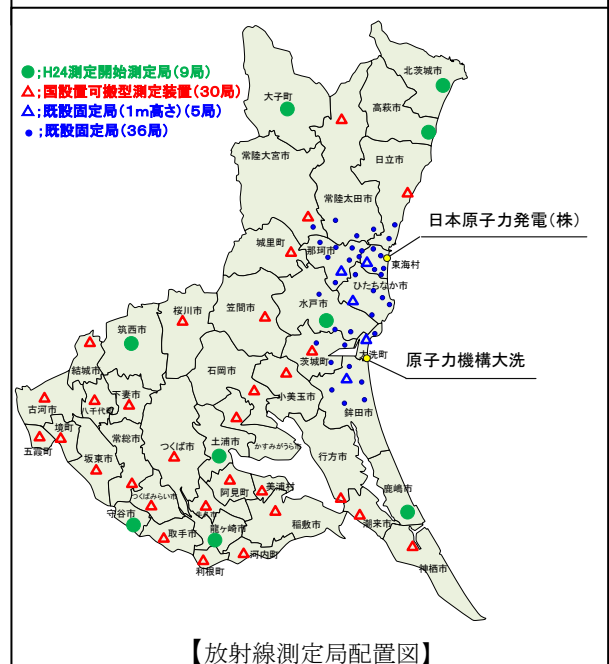 ●;H24測定開始測定局(9局)
△;国設置可搬型測定装置(30局)
△;既設固定局(1m高さ)(5局)
●;既設固定局(36局)
北茨城市
大子町
高萩市
日立市
常陸大宮市
常陸太田市
日本原子力発電(株)
城里町
那珂市
東海村
ひたちなか市
桜川市
笠間市
水戸市
筑西市
原子力機構大洗
大洗町
茨城町
結城市
石岡市
小美玉市
下妻市
八千代町
古河市
鉾田市
境町
五霞町
常総市
つくば市
土浦市
かすみがうら市
坂東市
行方市
阿見町
美浦村
つくばみらい市
鹿嶋市
守谷市
稲敷市
潮来市
取手市
龍ヶ崎市
河内町
利根町
神栖市
【放射線測定局配置図】